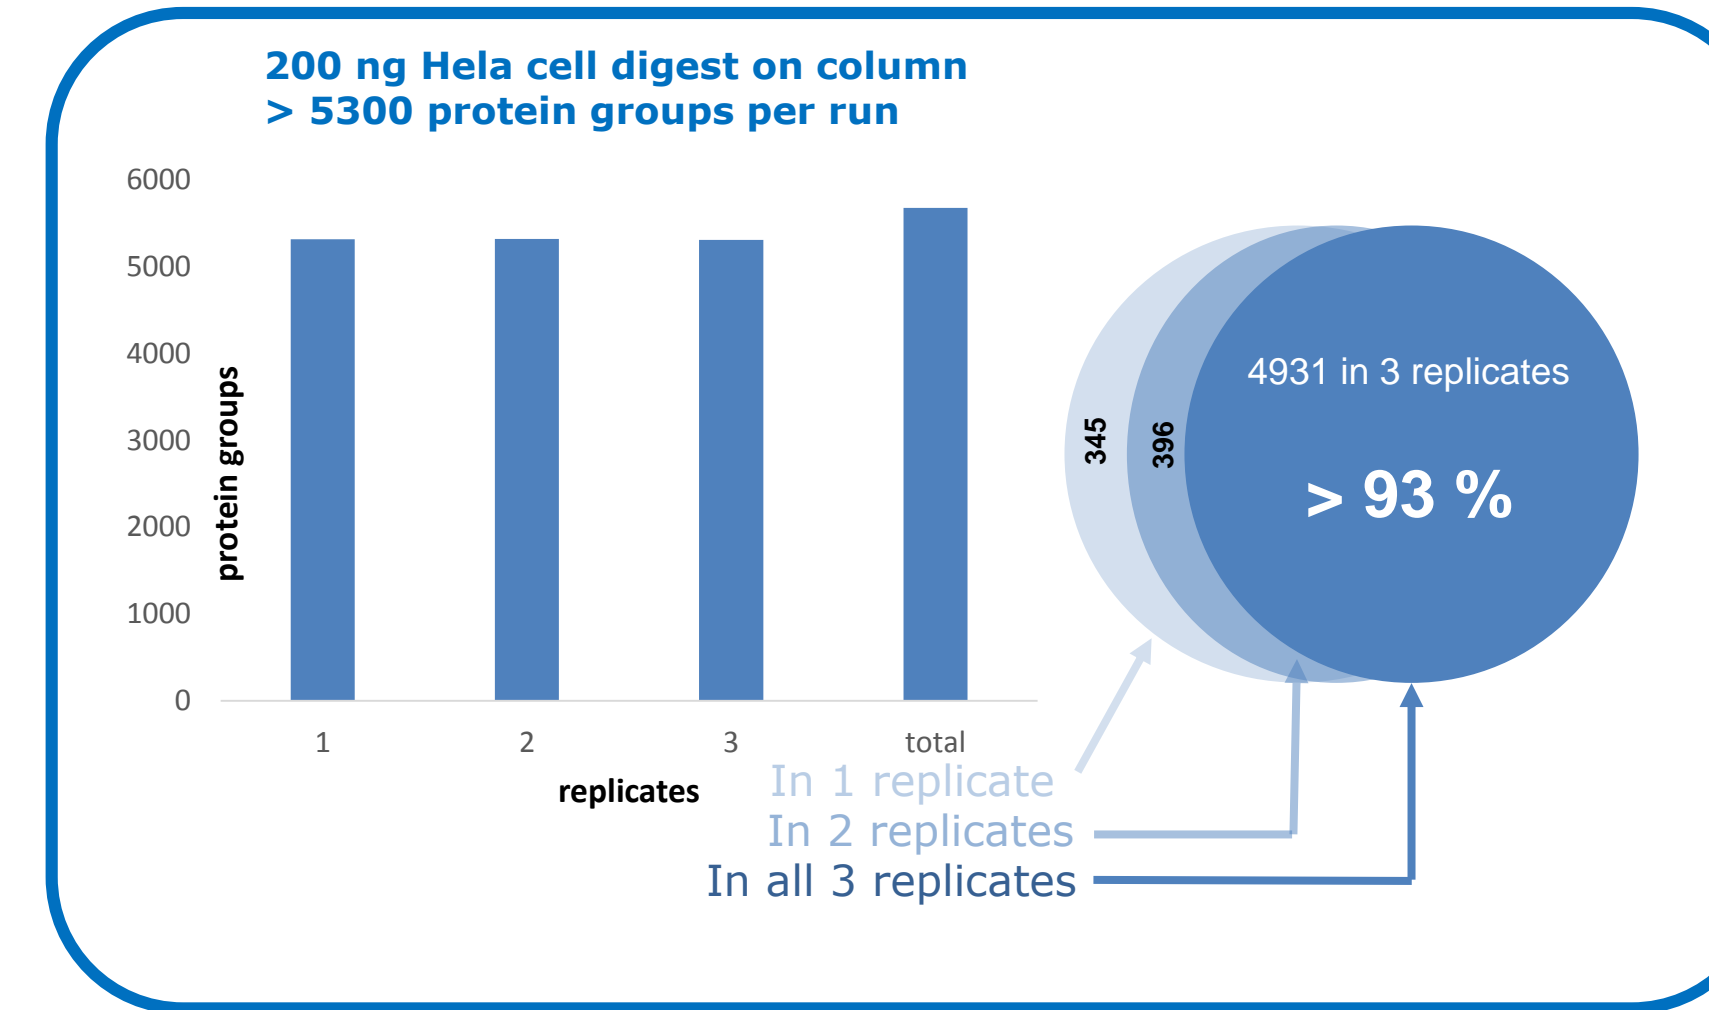 200 ng Hela cell digest on column
> 5300 protein groups per run
6000
5000
4000
3000
2000
1000
0
protein groups
1 2 3 total
replicates
345
396
4931 in 3 replicates
> 93 %
In 1 replicate
In 2 replicates
In all 3 replicates